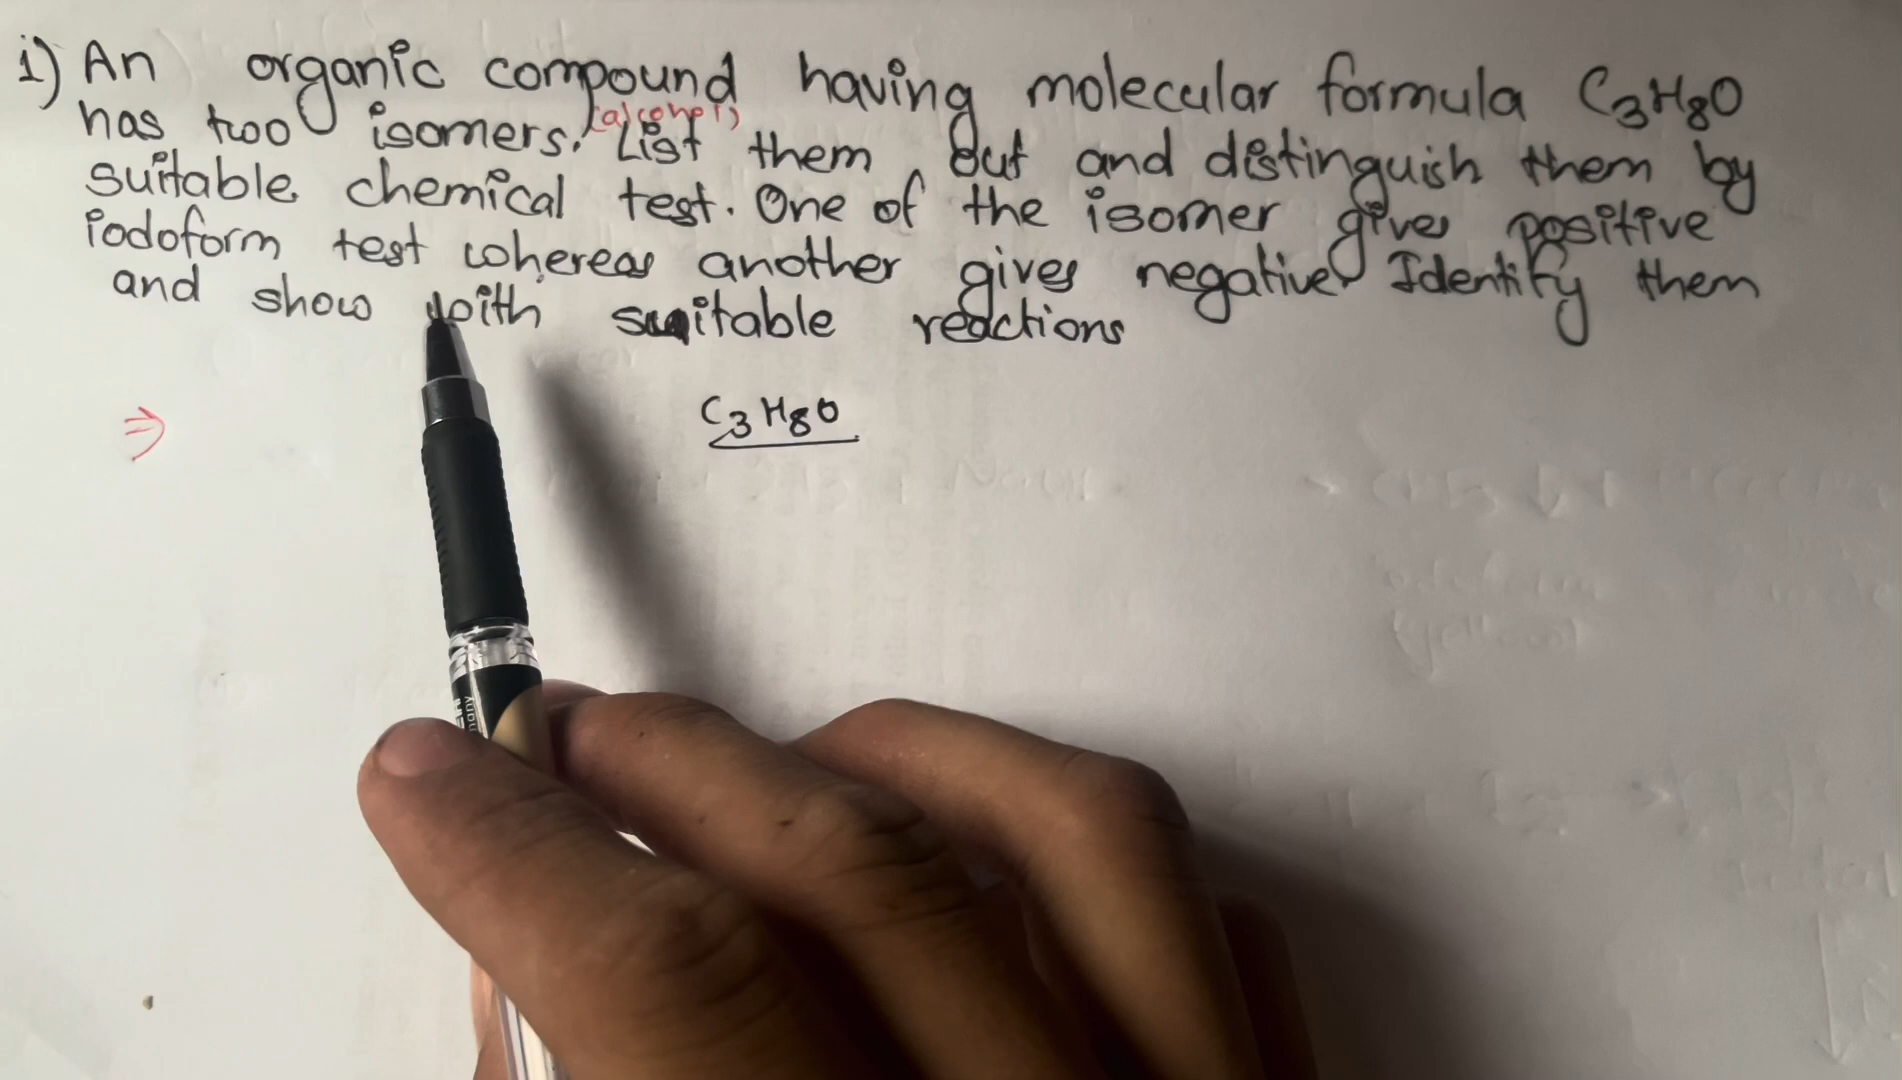 1) An organic compound having molecular formula C3H8O
has two isomers. (alcohol) List them out and distinguish them by
suitable chemical test. One of the isomer gives positive
iodoform test whereas another gives negative Identify them
and show with suitable reactions
⇒ C3H8O